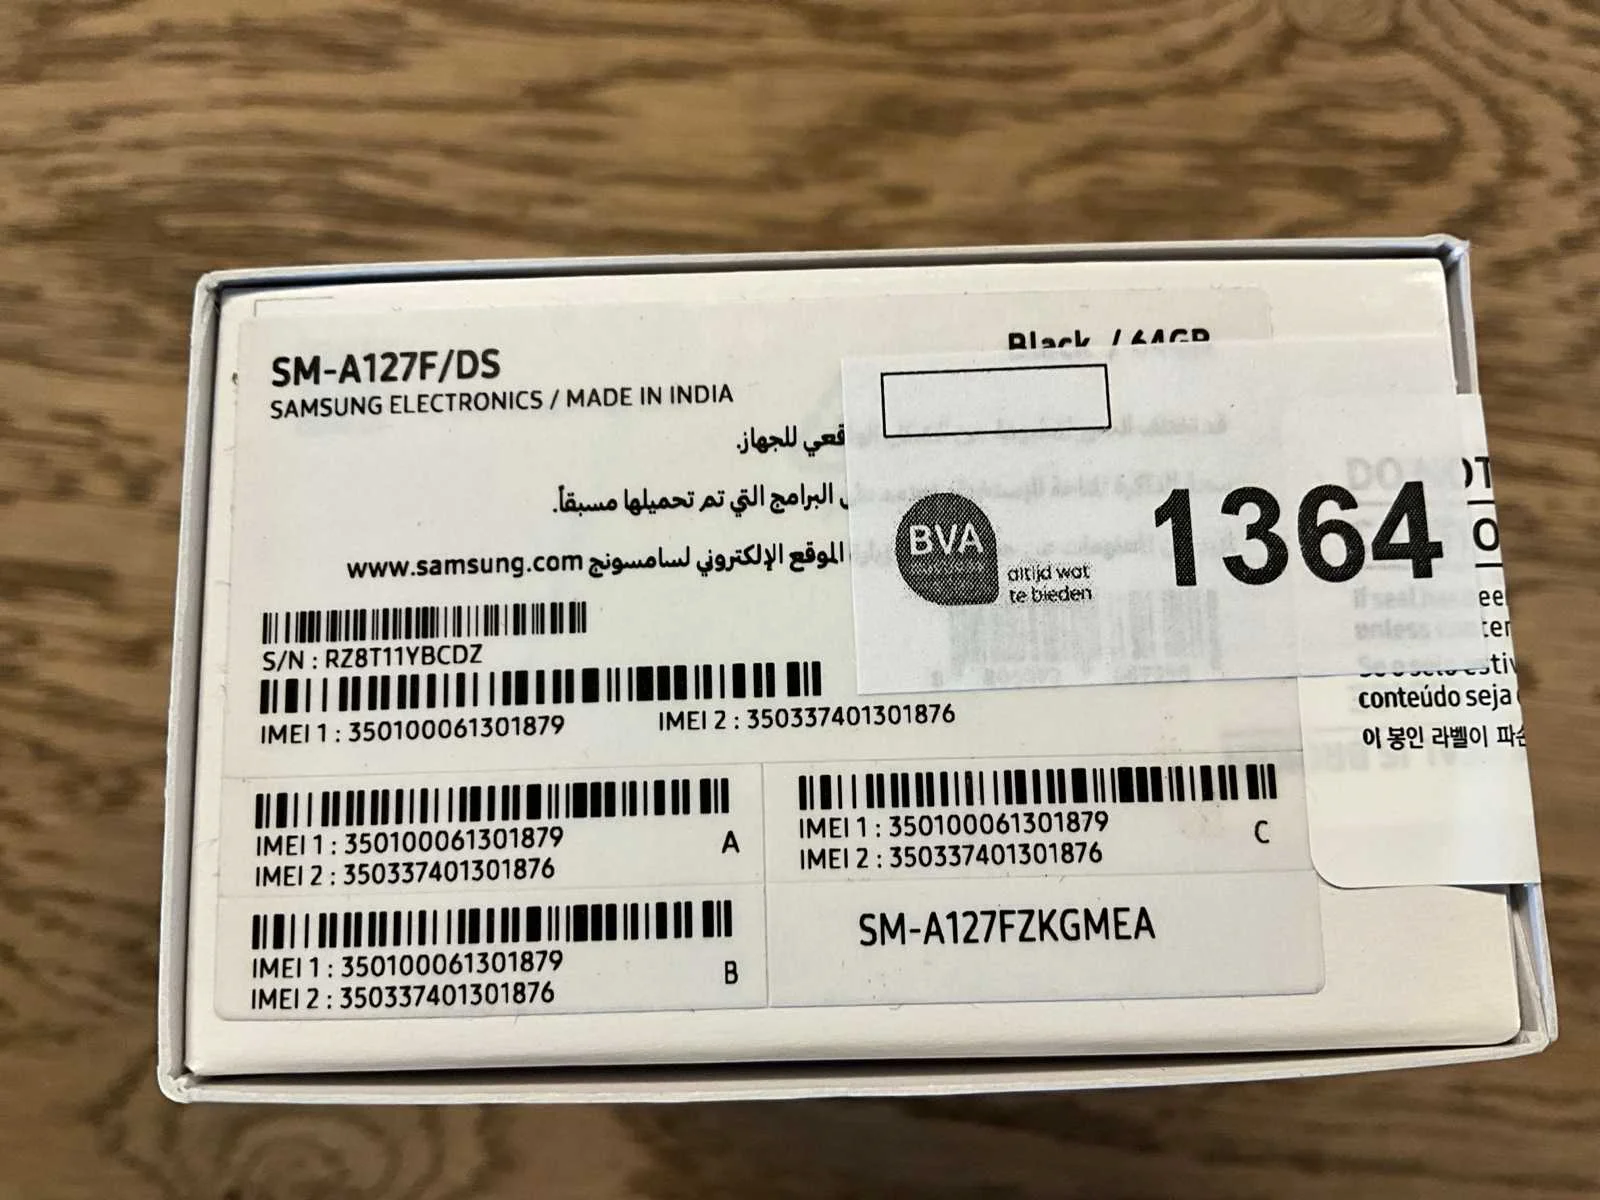 SM-A127F/DS
SAMSUNG ELECTRONICS / MADE IN INDIA
Black / 64GB
قعي للجهاز.
البرامج التي تم تحميلها مسبقاً.
الموقع الإلكتروني لسامسونج www.samsung.com
BVA
altijd wat
te bieden
1364
S/N : RZ8T11YBCDZ
IMEI 1 : 350100061301879
IMEI 2 : 350337401301876
conteúdo seja
이 봉인 라벨이
IMEI 1 : 350100061301879
IMEI 2 : 350337401301876
A
IMEI 1 : 350100061301879
IMEI 2 : 350337401301876
C
IMEI 1 : 350100061301879
IMEI 2 : 350337401301876
B
SM-A127FZKGMEA